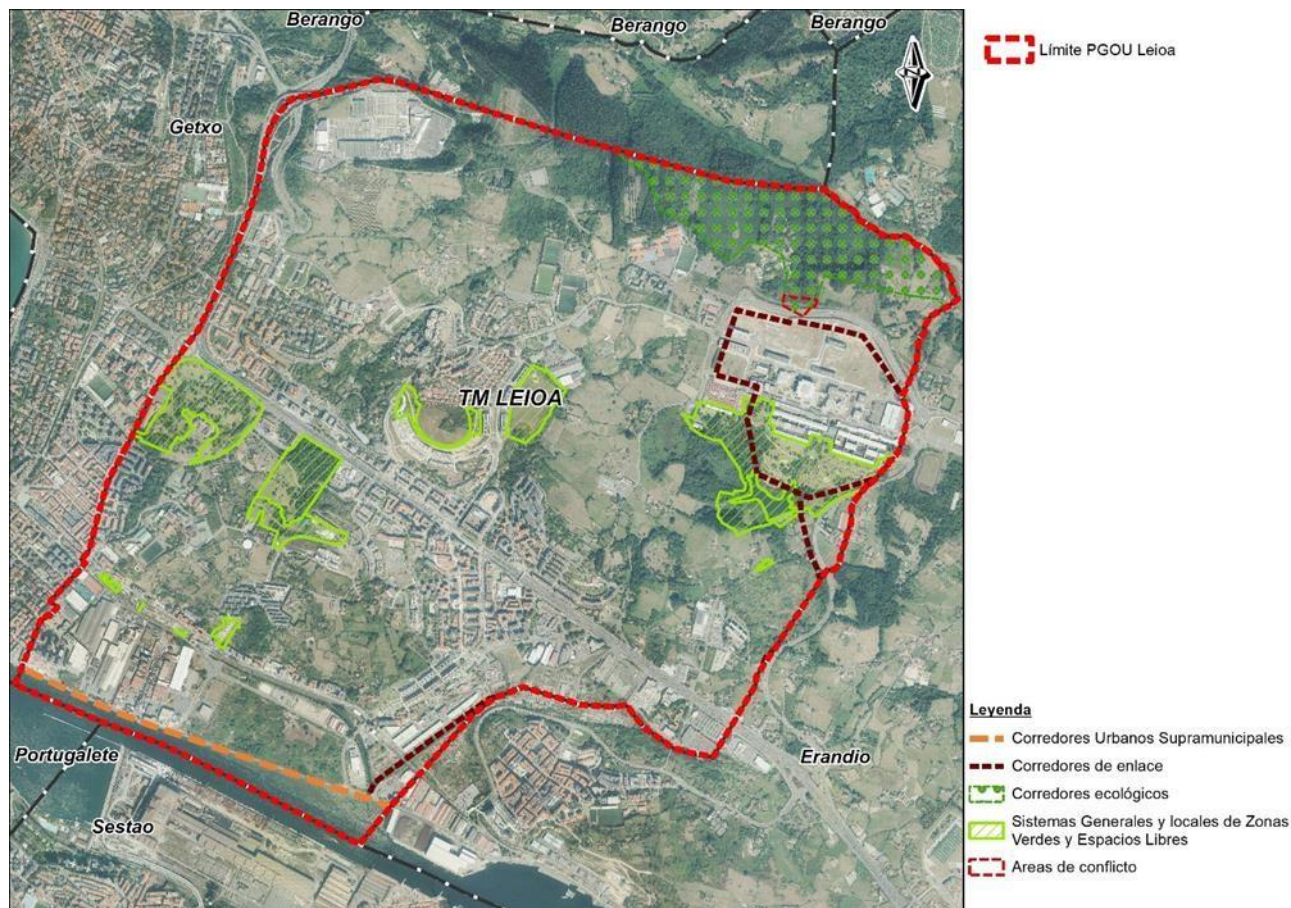 Berango
Berango
Berango
Límite PGOU Leioa
Getxo
TM LEIOA
Portugalete
Sestao
Erandio
Leyenda
Corredores Urbanos Supramunicipales
Corredores de enlace
Corredores ecológicos
Sistemas Generales y locales de Zonas
Verdes y Espacios Libres
Areas de conflicto